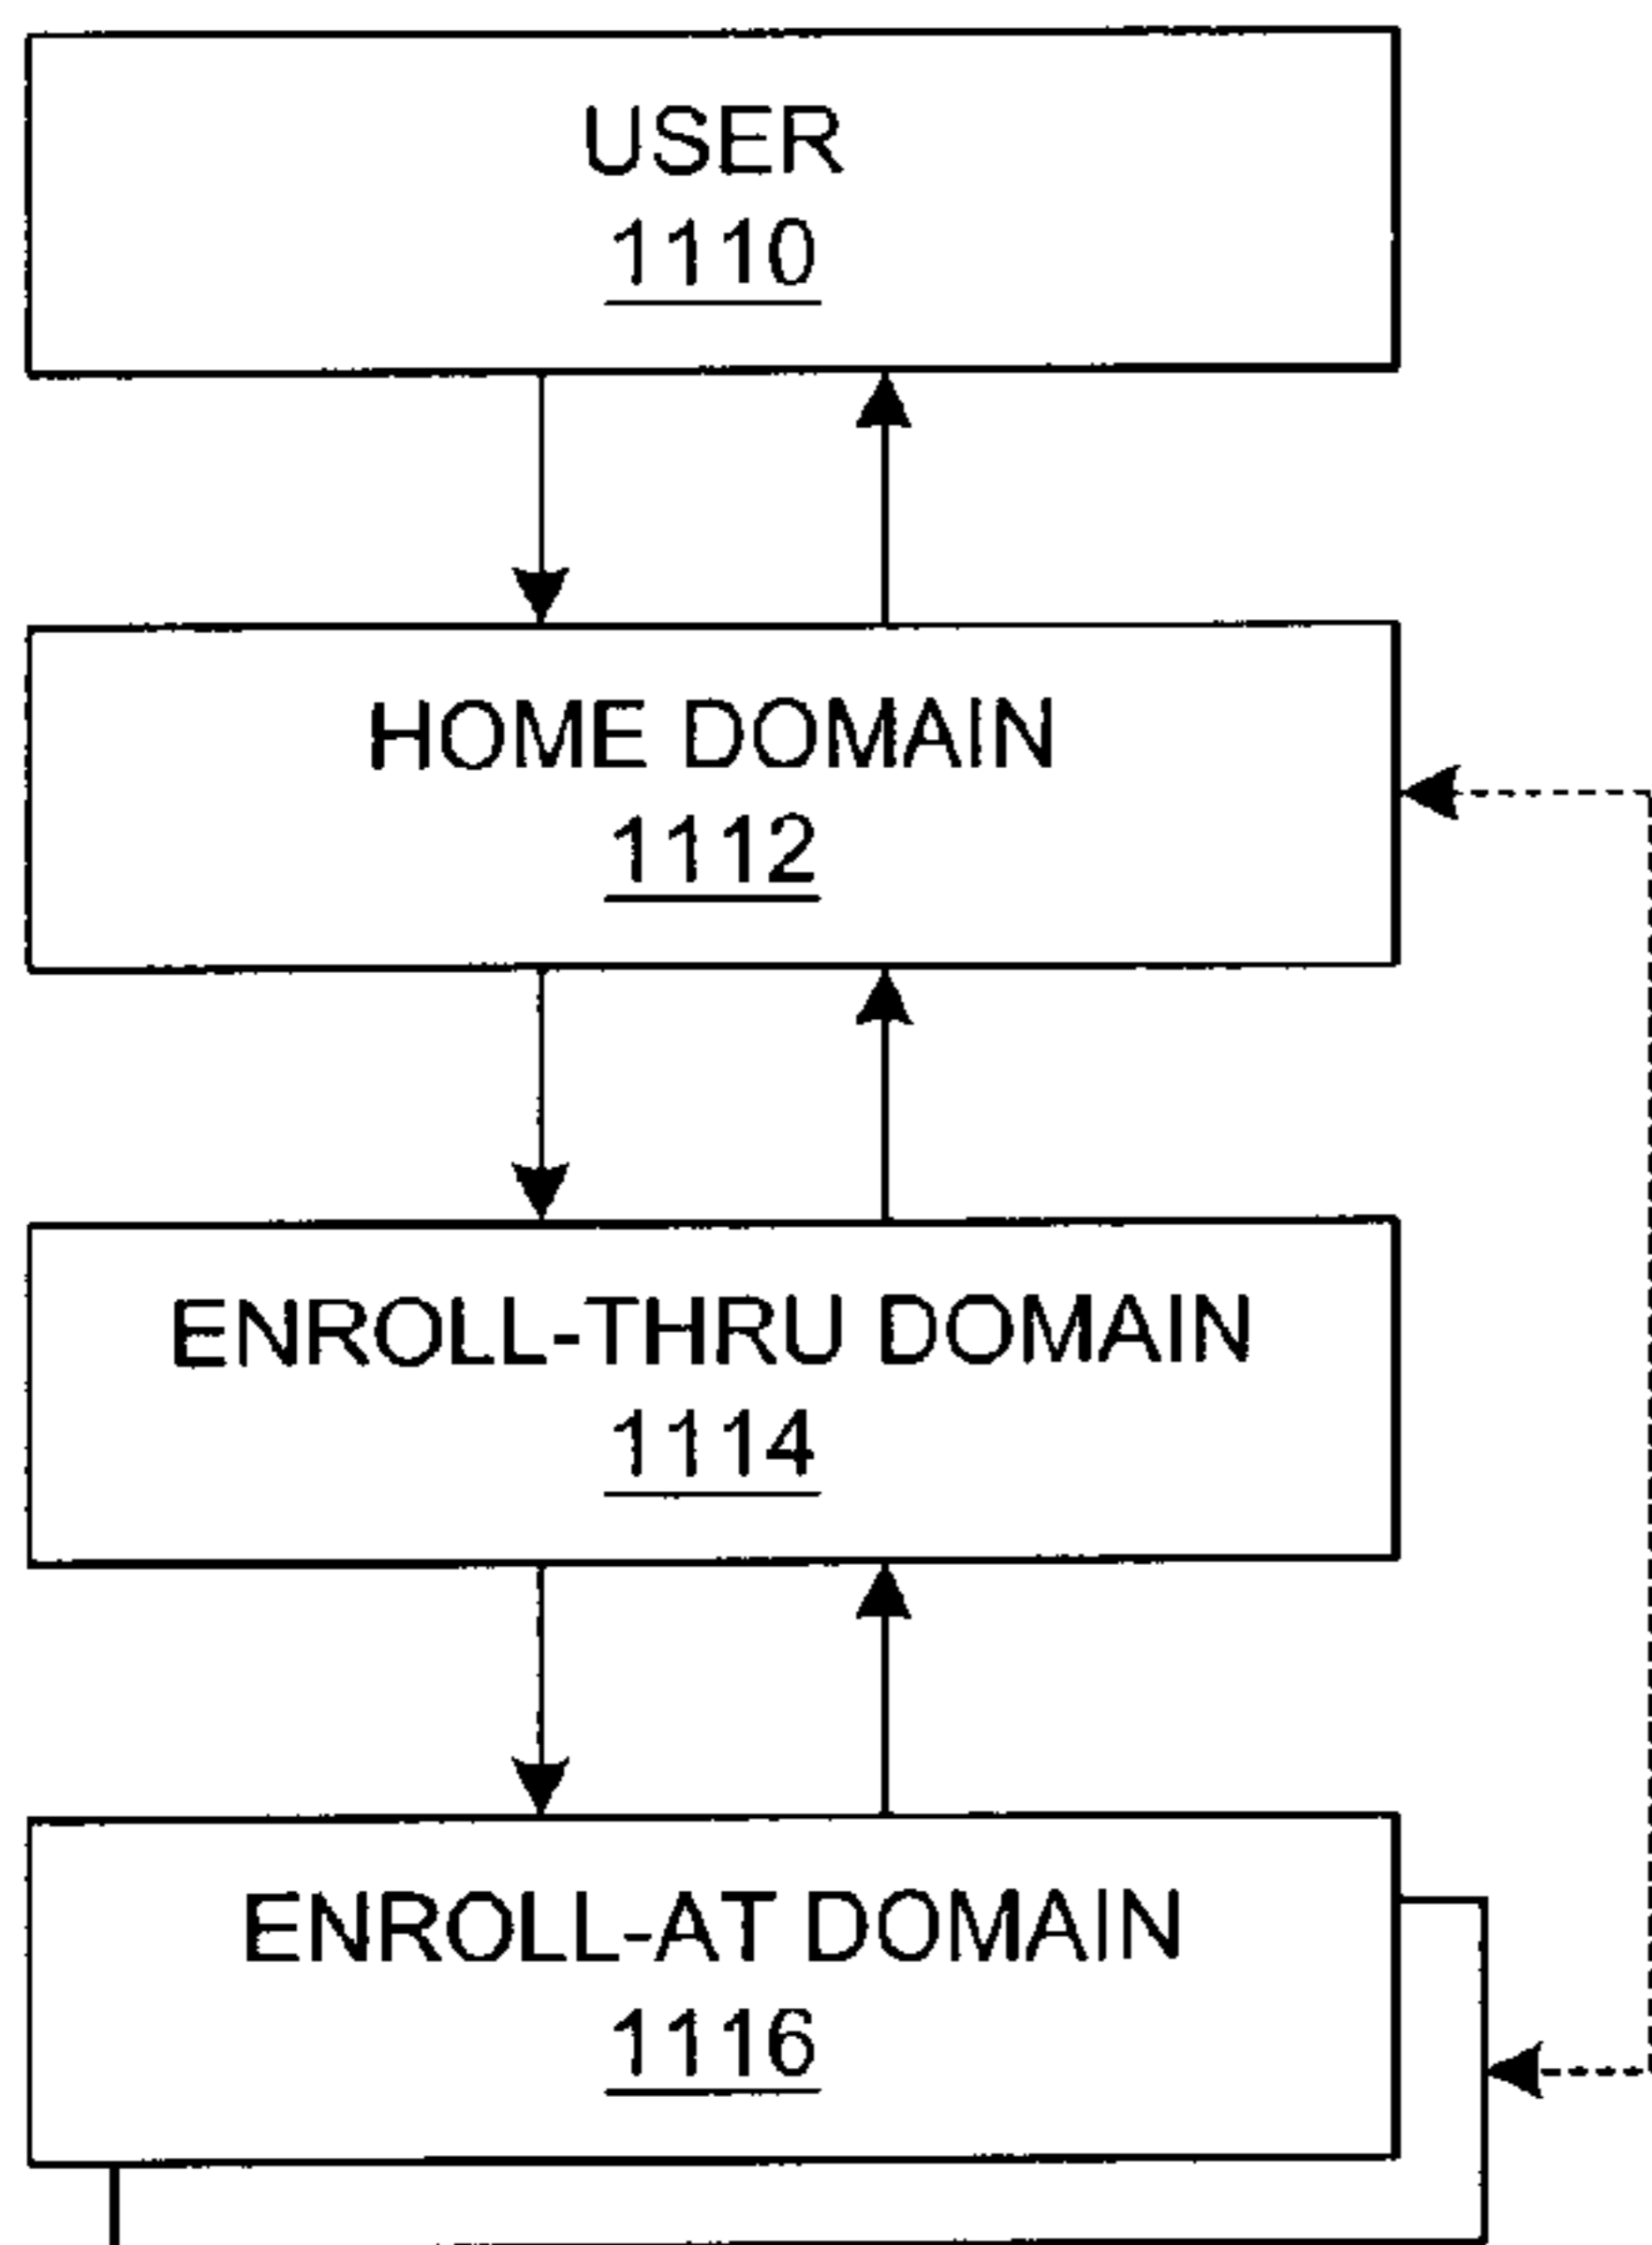 USER
1110
HOME DOMAIN
1112
ENROLL-THRU DOMAIN
1114
ENROLL-AT DOMAIN
1116